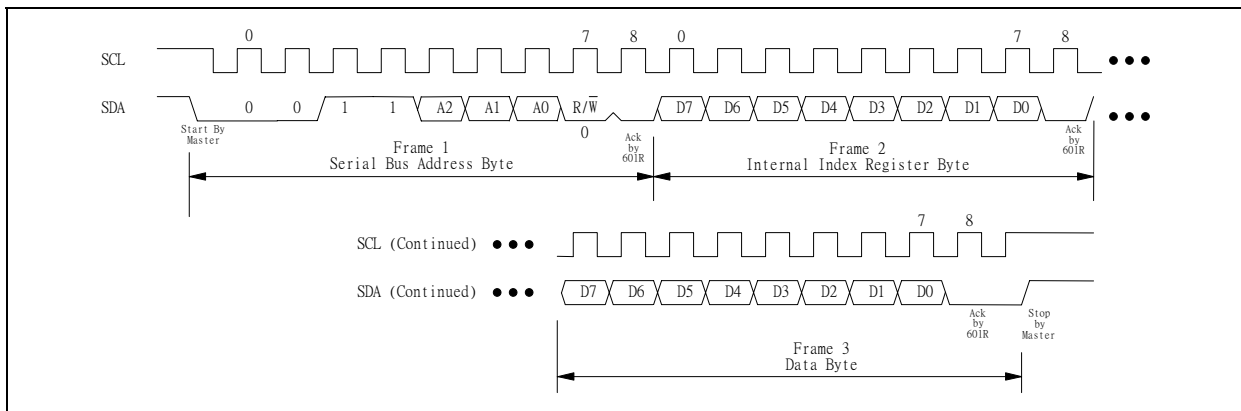 0 7 8 0 7 8
SCL
SDA 0 0 1 1 A2 A1 A0 R/W̅ D7 D6 D5 D4 D3 D2 D1 D0
0
Start By
Master
Ack
by
601R
Ack
by
601R
Frame 1
Serial Bus Address Byte
Frame 2
Internal Index Register Byte
7 8
SCL (Continued)
SDA (Continued) D7 D6 D5 D4 D3 D2 D1 D0
Ack
by
601R
Stop
by
Master
Frame 3
Data Byte